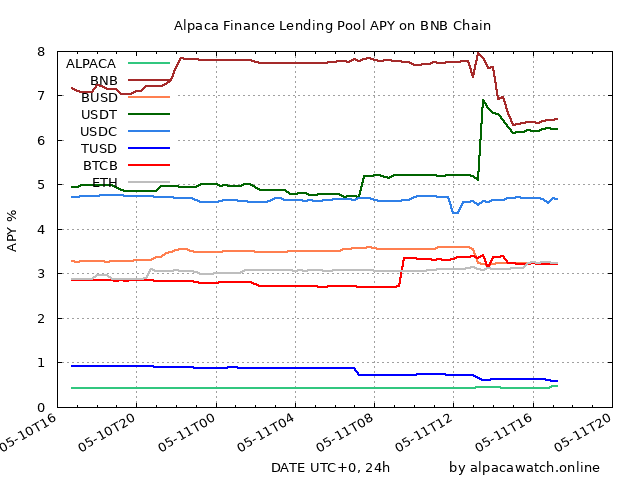 Alpaca Finance Lending Pool APY on BNB Chain
8
7
6
5
4
3
2
1
0
APY %
ALPACA
BNB
BUSD
USDT
USDC
TUSD
BTCB
ETH
05-10T16 05-10T20 05-11T00 05-11T04 05-11T08 05-11T12 05-11T16 05-11T20
DATE UTC+0, 24h by alpacawatch.online